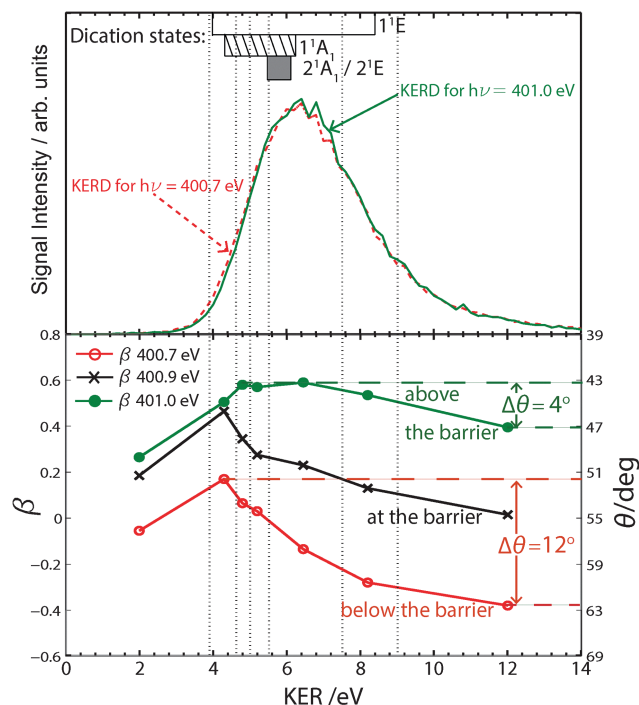 Dication states:
1¹E
1¹A₁
2¹A₁ / 2¹E
KERD for hν = 401.0 eV
KERD for hν = 400.7 eV
Signal Intensity / arb. units
0.8
0.6
0.4
0.2
0
−0.2
−0.4
−0.6
β
β 400.7 eV
β 400.9 eV
β 401.0 eV
above
the barrier
Δθ = 4°
at the barrier
Δθ = 12°
below the barrier
39
43
47
51
55
59
63
69
θ/deg
0 2 4 6 8 10 12 14
KER /eV